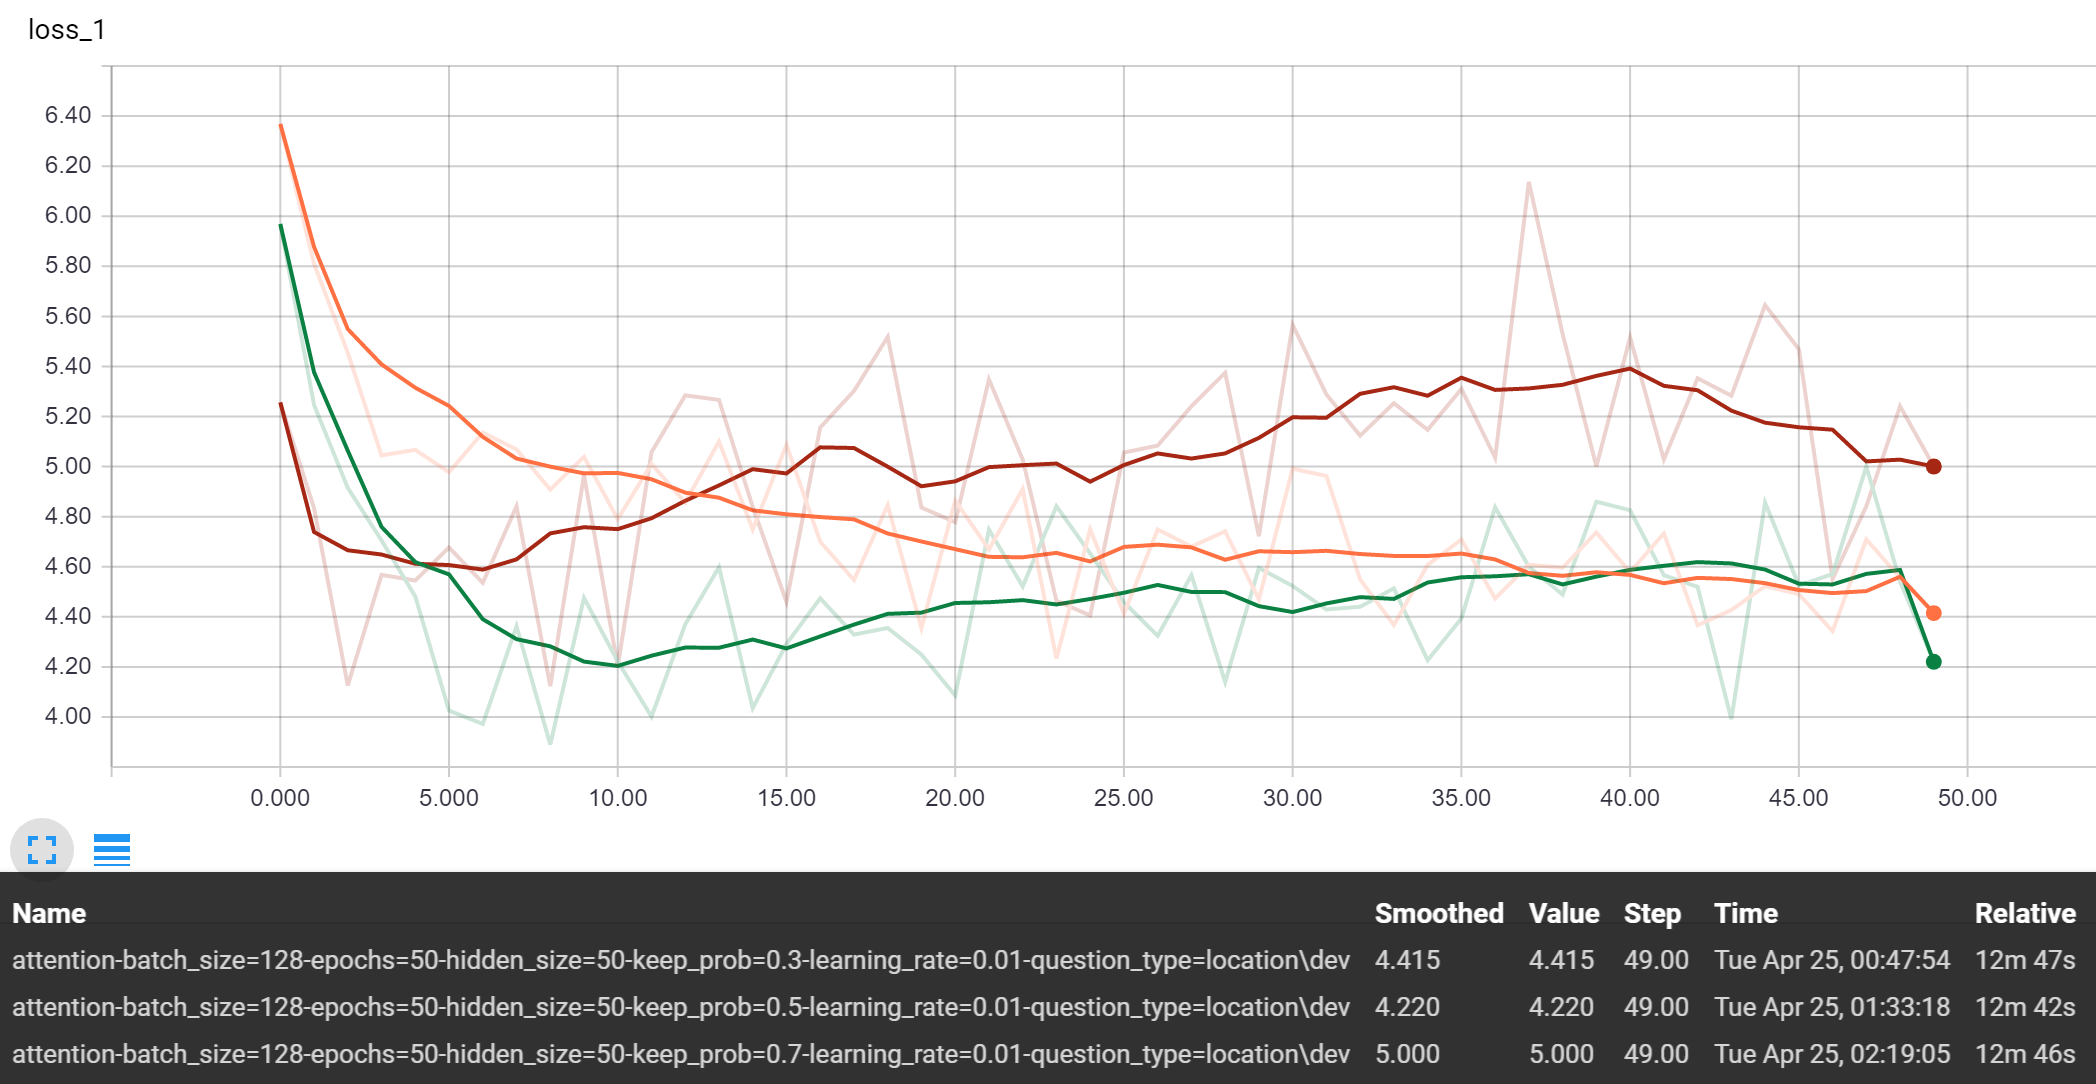 loss_1
6.40
6.20
6.00
5.80
5.60
5.40
5.20
5.00
4.80
4.60
4.40
4.20
4.00
0.000 5.000 10.00 15.00 20.00 25.00 30.00 35.00 40.00 45.00 50.00
Name Smoothed Value Step Time Relative
attention-batch_size=128-epochs=50-hidden_size=50-keep_prob=0.3-learning_rate=0.01-question_type=location\dev 4.415 4.415 49.00 Tue Apr 25, 00:47:54 12m 47s
attention-batch_size=128-epochs=50-hidden_size=50-keep_prob=0.5-learning_rate=0.01-question_type=location\dev 4.220 4.220 49.00 Tue Apr 25, 01:33:18 12m 42s
attention-batch_size=128-epochs=50-hidden_size=50-keep_prob=0.7-learning_rate=0.01-question_type=location\dev 5.000 5.000 49.00 Tue Apr 25, 02:19:05 12m 46s